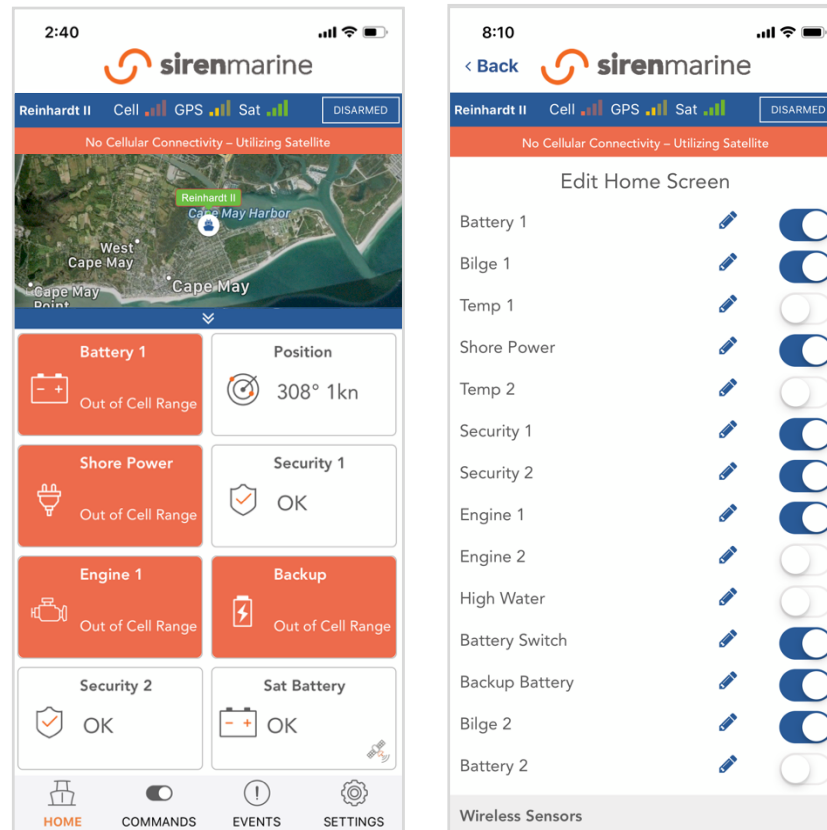 2:40
sirenmarine
Reinhardt II Cell GPS Sat DISARMED
No Cellular Connectivity – Utilizing Satellite
Reinhardt II
Cape May Harbor
West
Cape May
Cape May
Cape May
Point
Battery 1
Out of Cell Range
Position
308° 1kn
Shore Power
Out of Cell Range
Security 1
OK
Engine 1
Out of Cell Range
Backup
Out of Cell Range
Security 2
OK
Sat Battery
OK
HOME COMMANDS EVENTS SETTINGS
8:10
< Back sirenmarine
Reinhardt II Cell GPS Sat DISARMED
No Cellular Connectivity – Utilizing Satellite
Edit Home Screen
Battery 1
Bilge 1
Temp 1
Shore Power
Temp 2
Security 1
Security 2
Engine 1
Engine 2
High Water
Battery Switch
Backup Battery
Bilge 2
Battery 2
Wireless Sensors